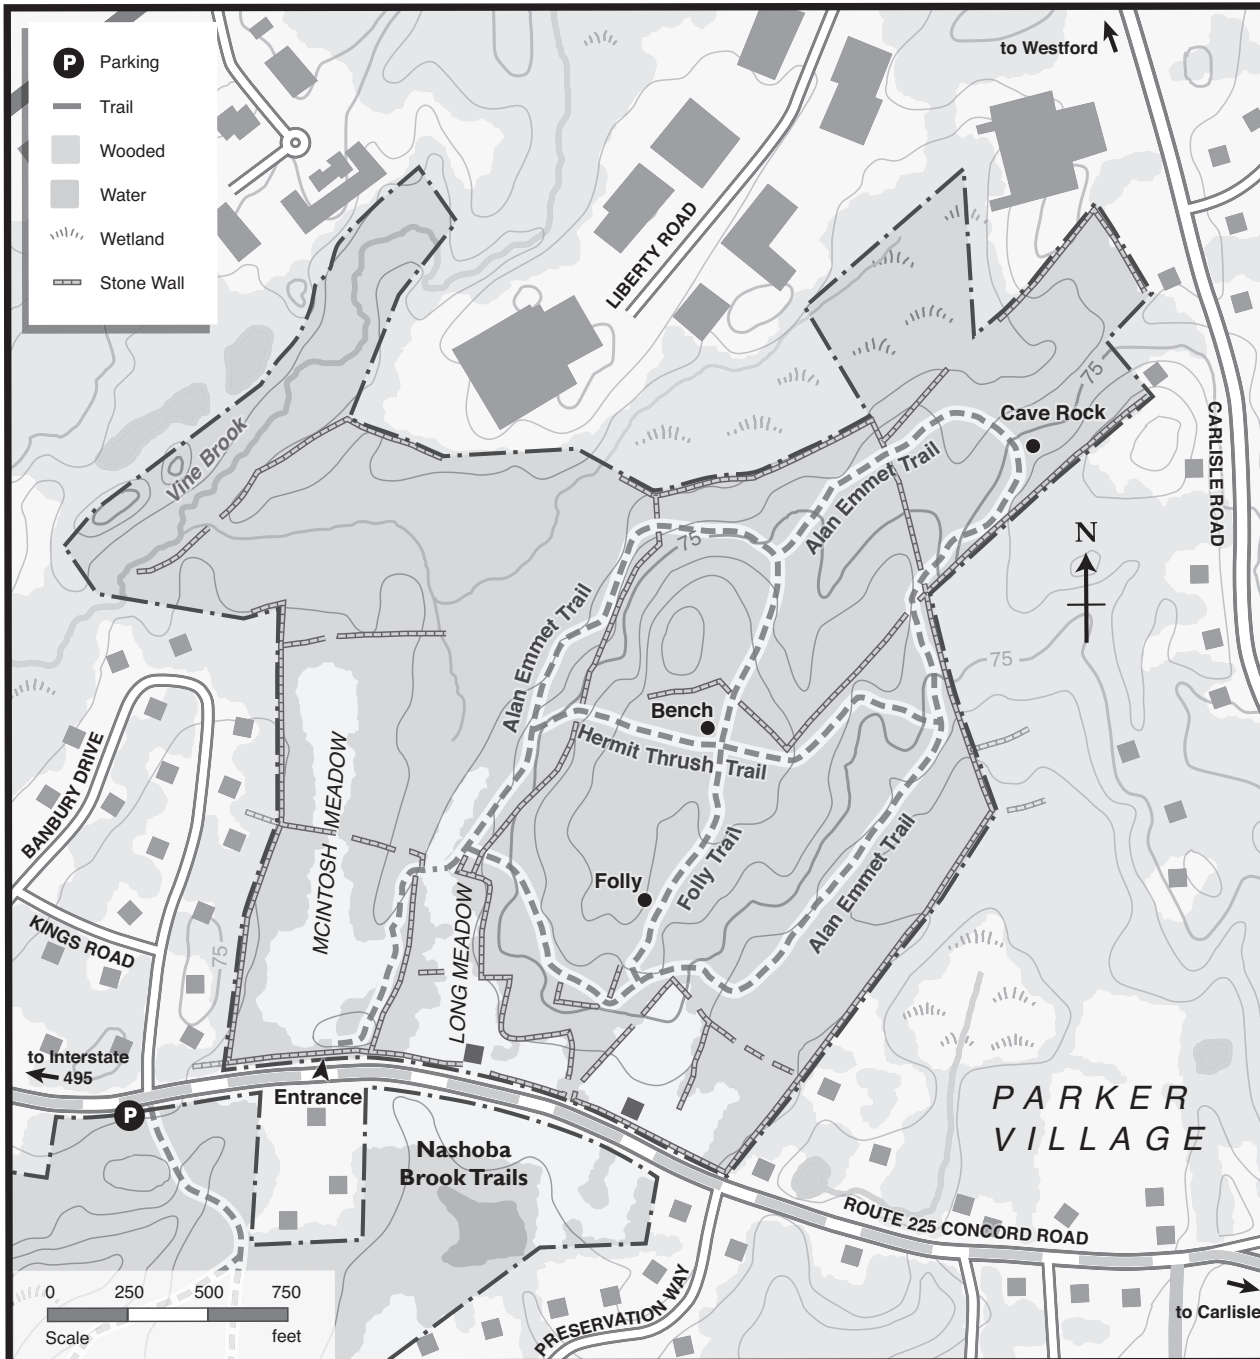 P Parking
Trail
Wooded
Water
Wetland
Stone Wall
to Westford
LIBERTY ROAD
75
Cave Rock
CARLISLE ROAD
Vine Brook
Alan Emmet Trail
N
75
Alan Emmet Trail
75
Bench
Hermit Thrush Trail
BANBURY DRIVE
MCINTOSH MEADOW
Folly
Folly Trail
Alan Emmet Trail
KINGS ROAD
LONG MEADOW
75
to Interstate
495
Entrance
P
PARKER
VILLAGE
Nashoba
Brook Trails
ROUTE 225 CONCORD ROAD
0 250 500 750
Scale feet
PRESERVATION WAY
to Carlisle